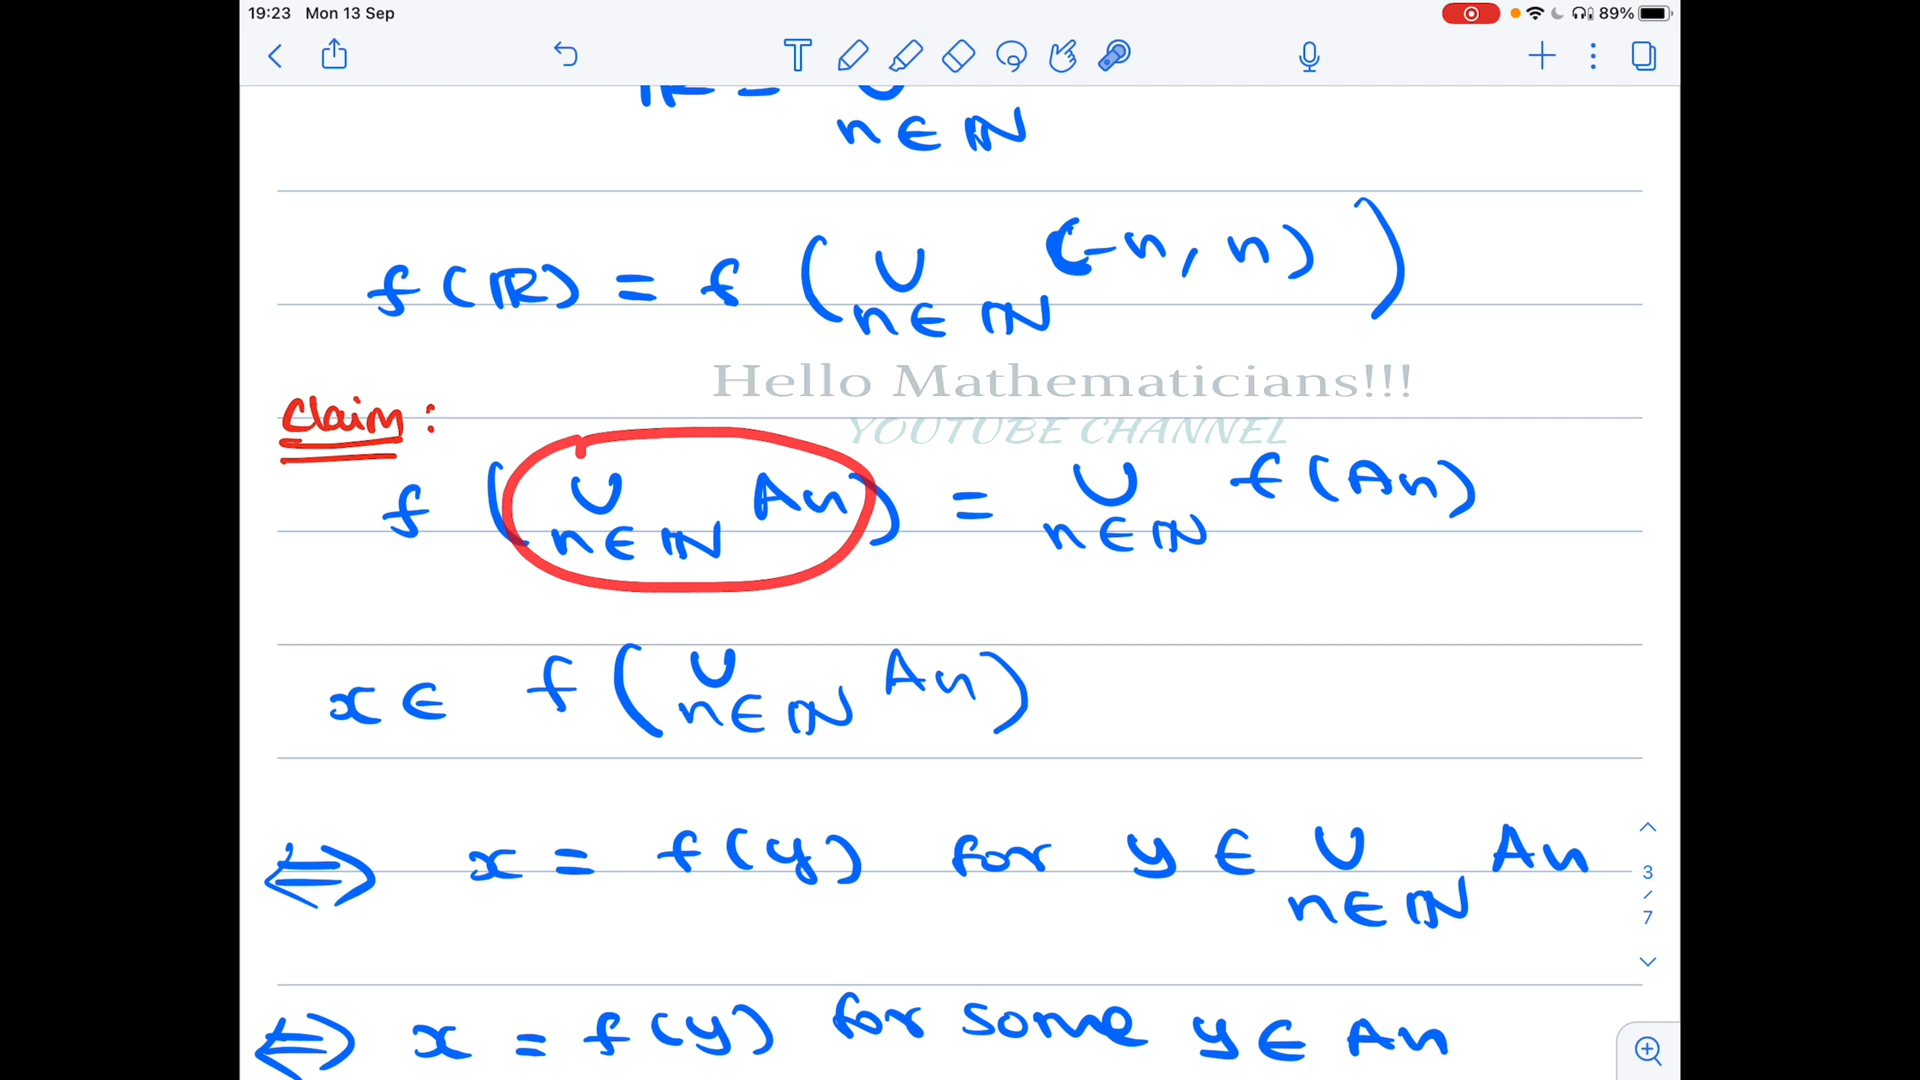 19:23 Mon 13 Sep 89%
ℝ = ∪
n ∈ ℕ
f(ℝ) = f ( ∪ n ∈ ℕ (-n, n) )
Hello Mathematicians!!!
Claim:
YOUTUBE CHANNEL
f ( ∪ n ∈ ℕ An ) = ∪ n ∈ ℕ f(An)
x ∈ f ( ∪ n ∈ ℕ An )
⟺ x = f(y) for y ∈ ∪ n ∈ ℕ An
3
/
7
⟺ x = f(y) for some y ∈ An